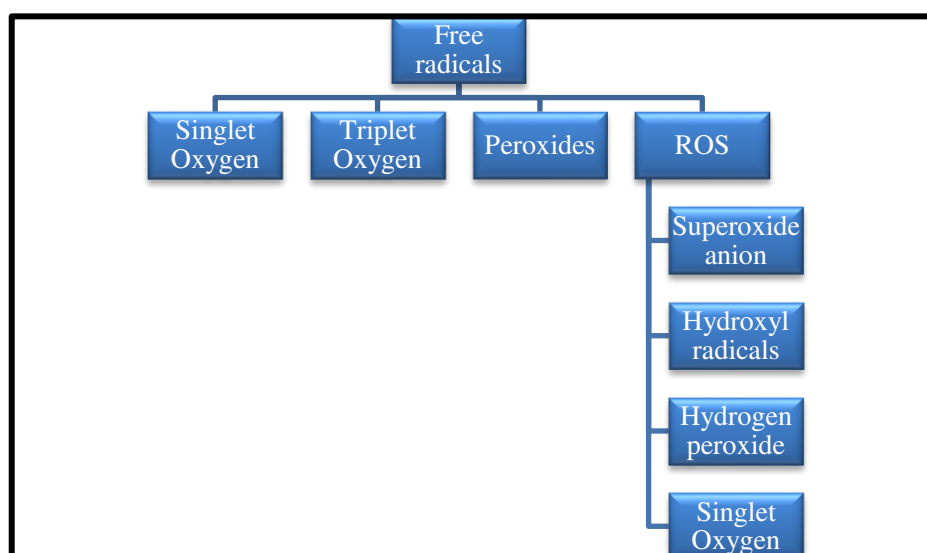 Free
radicals
Singlet
Oxygen
Triplet
Oxygen
Peroxides
ROS
Superoxide
anion
Hydroxyl
radicals
Hydrogen
peroxide
Singlet
Oxygen